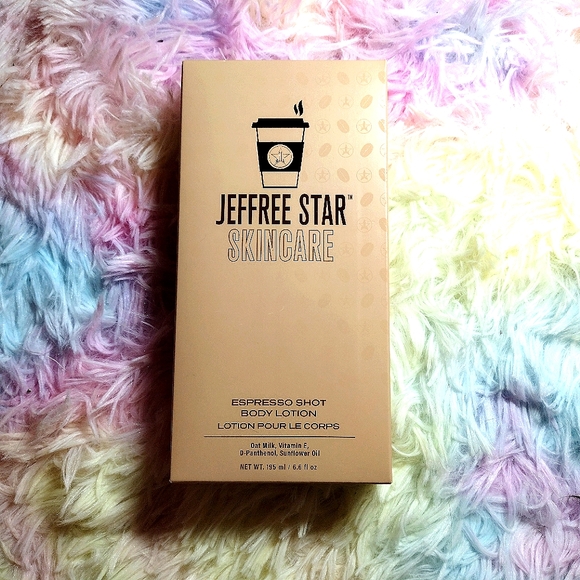 JEFFREE STAR™
SKINCARE
ESPRESSO SHOT
BODY LOTION
LOTION POUR LE CORPS
Oat Milk, Vitamin E,
D-Panthenol, Sunflower Oil
NET WT. 195 ml / 6.6 fl oz